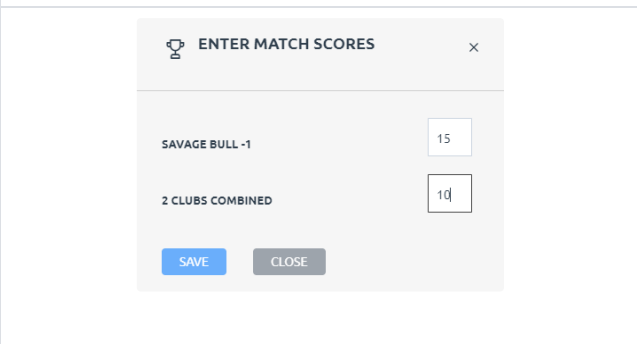 ENTER MATCH SCORES
×
SAVAGE BULL -1
15
2 CLUBS COMBINED
10
SAVE
CLOSE